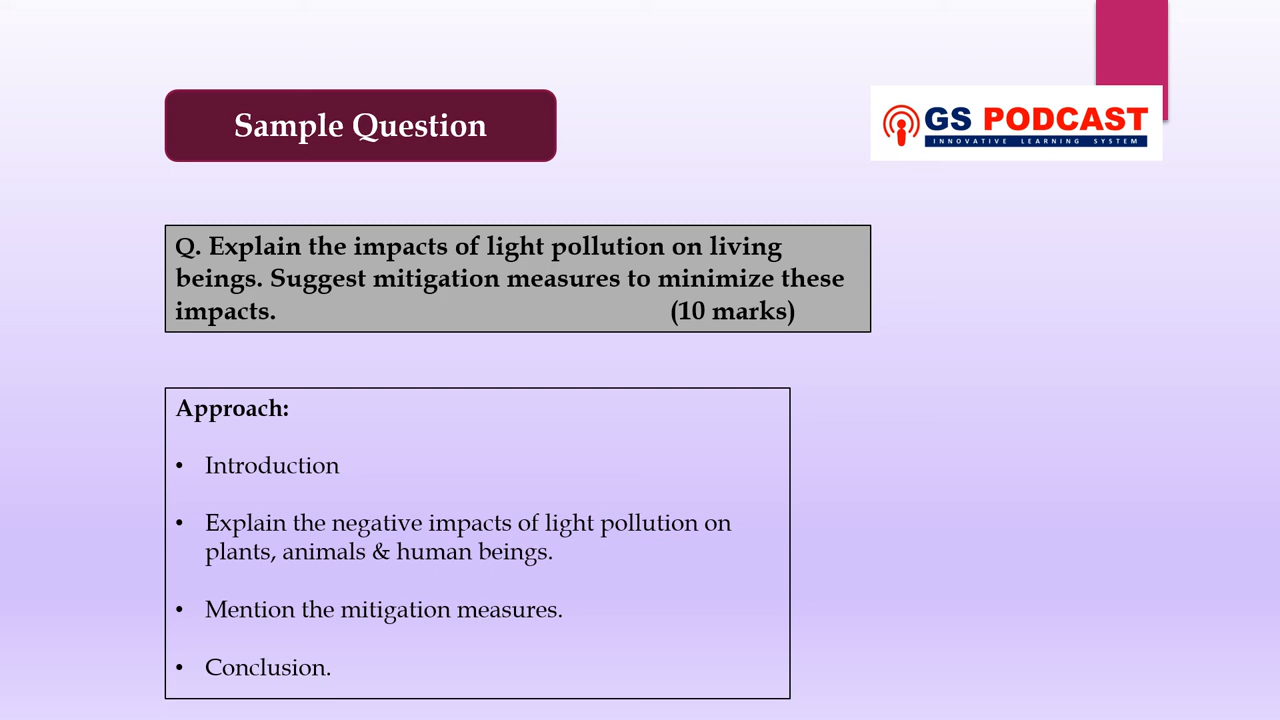 Sample Question
GS PODCAST
INNOVATIVE LEARNING SYSTEM
Q. Explain the impacts of light pollution on living
beings. Suggest mitigation measures to minimize these
impacts. (10 marks)
Approach:
• Introduction
• Explain the negative impacts of light pollution on
plants, animals & human beings.
• Mention the mitigation measures.
• Conclusion.